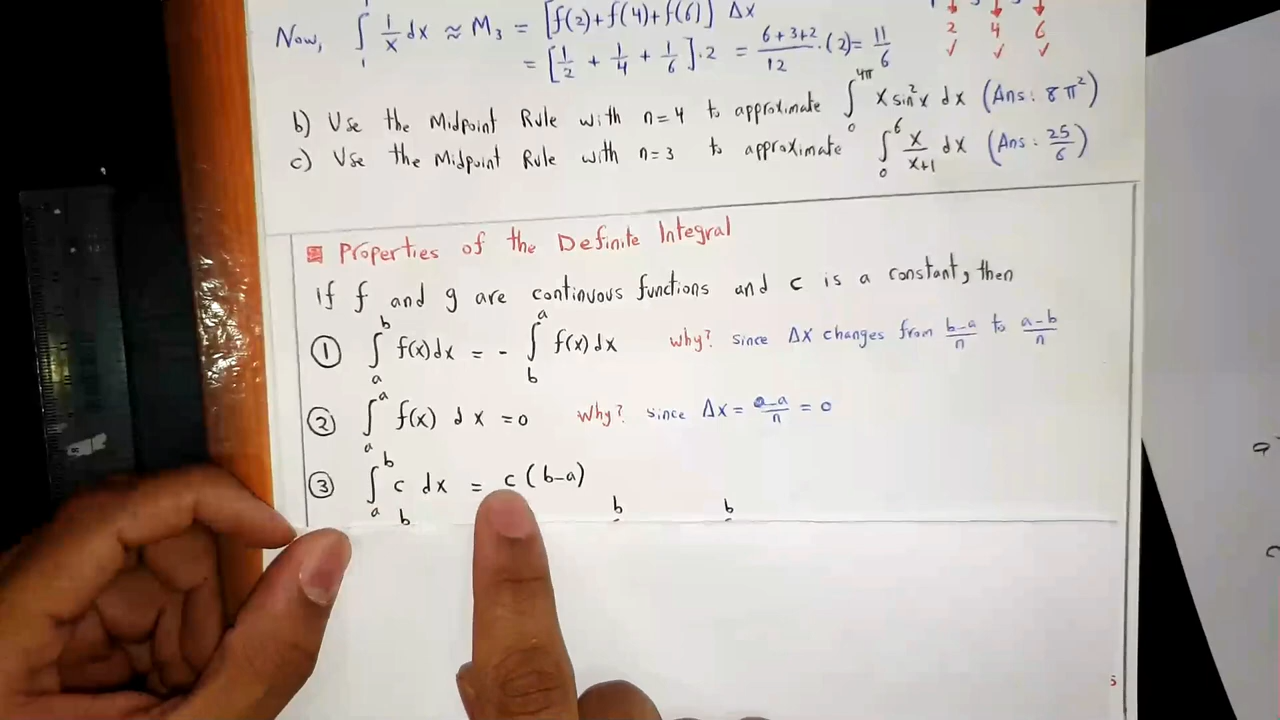 Now, ∫₁ 1/x dx ≈ M₃ = [f(2)+f(4)+f(6)] Δx
= [1/2 + 1/4 + 1/6]·2 = (6+3+2)/12 ·(2) = 11/6
2 4 6
✓ ✓ ✓
b) Use the Midpoint Rule with n=4 to approximate ∫₀^4π x sin²x dx (Ans: 8π²)
c) Use the Midpoint Rule with n=3 to approximate ∫₀^6 x/(x+1) dx (Ans: 25/6)
Properties of the Definite Integral
if f and g are continuous functions and c is a constant, then
① ∫ₐ^b f(x)dx = - ∫_b^a f(x)dx why? since Δx changes from (b-a)/n to (a-b)/n
② ∫ₐ^a f(x) dx = 0 Why? since Δx = (a-a)/n = 0
③ ∫ₐ^b c dx = c(b-a)
b b b
5